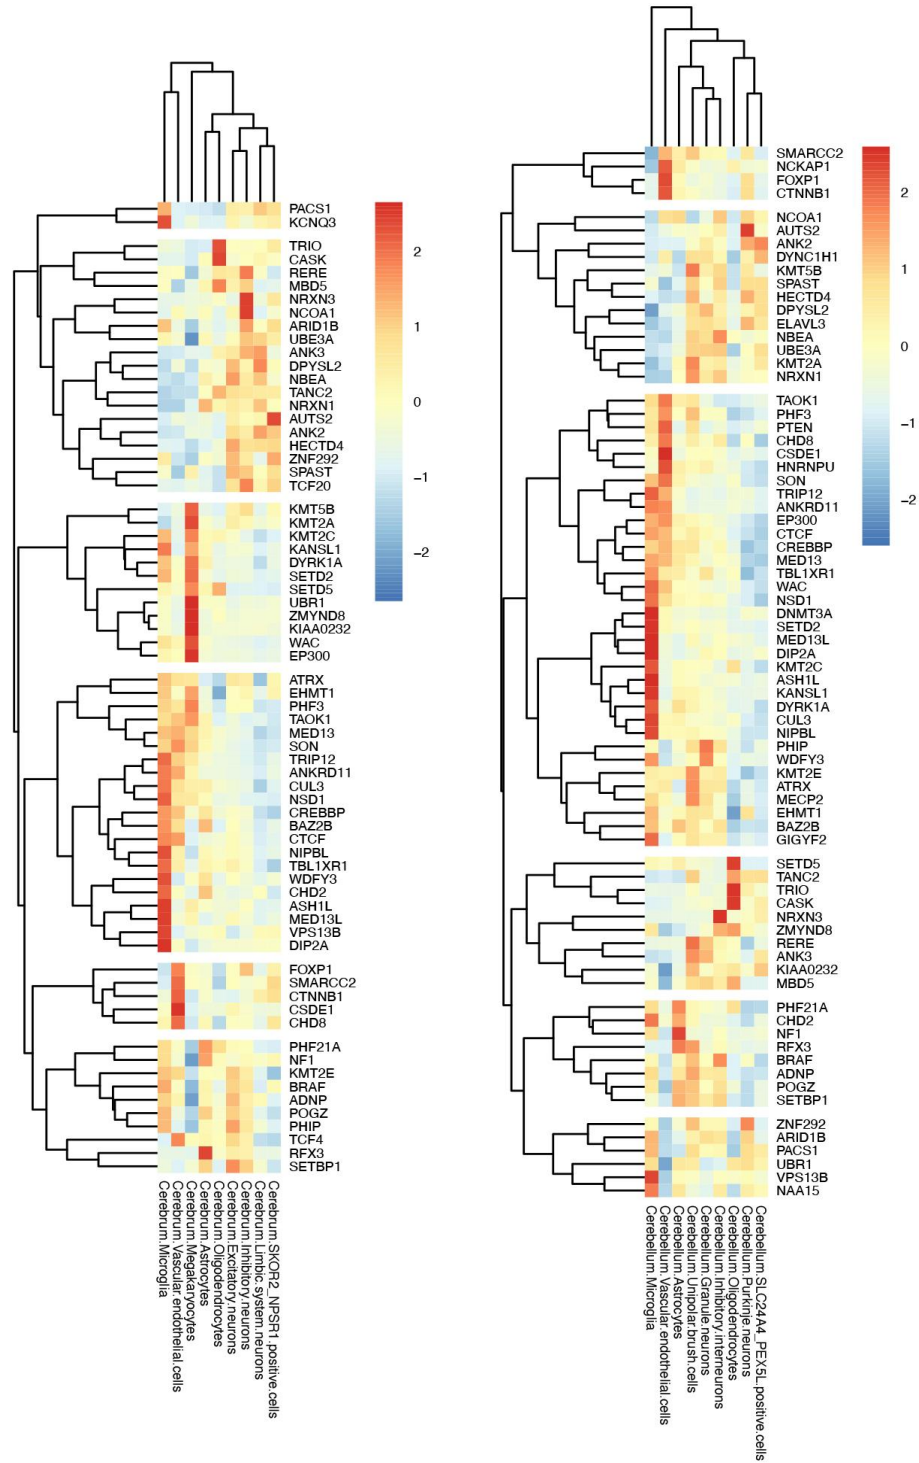 PACS1
KCNQ3
TRIO
CASK
RERE
MBD5
NRXN3
NCOA1
ARID1B
UBE3A
ANK3
DPYSL2
NBEA
TANC2
NRXN1
AUTS2
ANK2
HECTD4
ZNF292
SPAST
TCF20
KMT5B
KMT2A
KMT2C
KANSL1
DYRK1A
SETD2
SETD5
UBR1
ZMYND8
KIAA0232
WAC
EP300
ATRX
EHMT1
PHF3
TAOK1
MED13
SON
TRIP12
ANKRD11
CUL3
NSD1
CREBBP
BAZ2B
CTCF
NIPBL
TBL1XR1
WDFY3
CHD2
ASH1L
MED13L
VPS13B
DIP2A
FOXP1
SMARCC2
CTNNB1
CSDE1
CHD8
PHF21A
NF1
KMT2E
BRAF
ADNP
POGZ
PHIP
TCF4
RFX3
SETBP1
2
1
0
−1
−2
Cerebrum.Microglia
Cerebrum.Vascular.endothelial.cells
Cerebrum.Megakaryocytes
Cerebrum.Astrocytes
Cerebrum.Oligodendrocytes
Cerebrum.Excitatory.neurons
Cerebrum.Inhibitory.neurons
Cerebrum.Limbic.system.neurons
Cerebrum.SKOR2_NPSR1.positive.cells
SMARCC2
NCKAP1
FOXP1
CTNNB1
NCOA1
AUTS2
ANK2
DYNC1H1
KMT5B
SPAST
HECTD4
DPYSL2
ELAVL3
NBEA
UBE3A
KMT2A
NRXN1
TAOK1
PHF3
PTEN
CHD8
CSDE1
HNRNPU
SON
TRIP12
ANKRD11
EP300
CTCF
CREBBP
MED13
TBL1XR1
WAC
NSD1
DNMT3A
SETD2
MED13L
DIP2A
KMT2C
ASH1L
KANSL1
DYRK1A
CUL3
NIPBL
PHIP
WDFY3
KMT2E
ATRX
MECP2
EHMT1
BAZ2B
GIGYF2
SETD5
TANC2
TRIO
CASK
NRXN3
ZMYND8
RERE
ANK3
KIAA0232
MBD5
PHF21A
CHD2
NF1
RFX3
BRAF
ADNP
POGZ
SETBP1
ZNF292
ARID1B
PACS1
UBR1
VPS13B
NAA15
2
1
0
−1
−2
Cerebellum.Microglia
Cerebellum.Vascular.endothelial.cells
Cerebellum.Astrocytes
Cerebellum.Unipolar.brush.cells
Cerebellum.Granule.neurons
Cerebellum.Inhibitory.interneurons
Cerebellum.Oligodendrocytes
Cerebellum.Purkinje.neurons
Cerebellum.SLC24A4_PEX5L.positive.cells